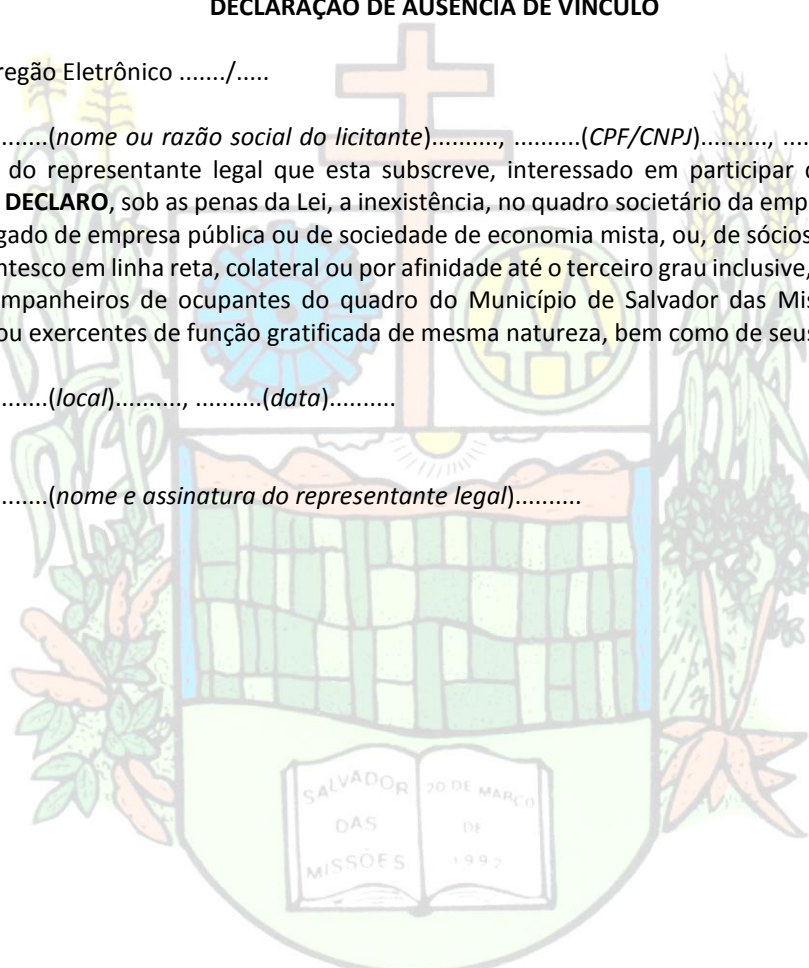 DECLARAÇÃO DE AUSÊNCIA DE VÍNCULO
regão Eletrônico ......./.....
.......(nome ou razão social do licitante).........., ..........(CPF/CNPJ).........., .....
do representante legal que esta subscreve, interessado em participar d
DECLARO, sob as penas da Lei, a inexistência, no quadro societário da emp
gado de empresa pública ou de sociedade de economia mista, ou, de sócios
ntesco em linha reta, colateral ou por afinidade até o terceiro grau inclusive,
mpanheiros de ocupantes do quadro do Município de Salvador das Mis
ou exercentes de função gratificada de mesma natureza, bem como de seus
.......(local).........., ..........(data)..........
.......(nome e assinatura do representante legal)..........
SALVADOR
DAS
MISSÕES
20 DE MARÇO
DE
1992